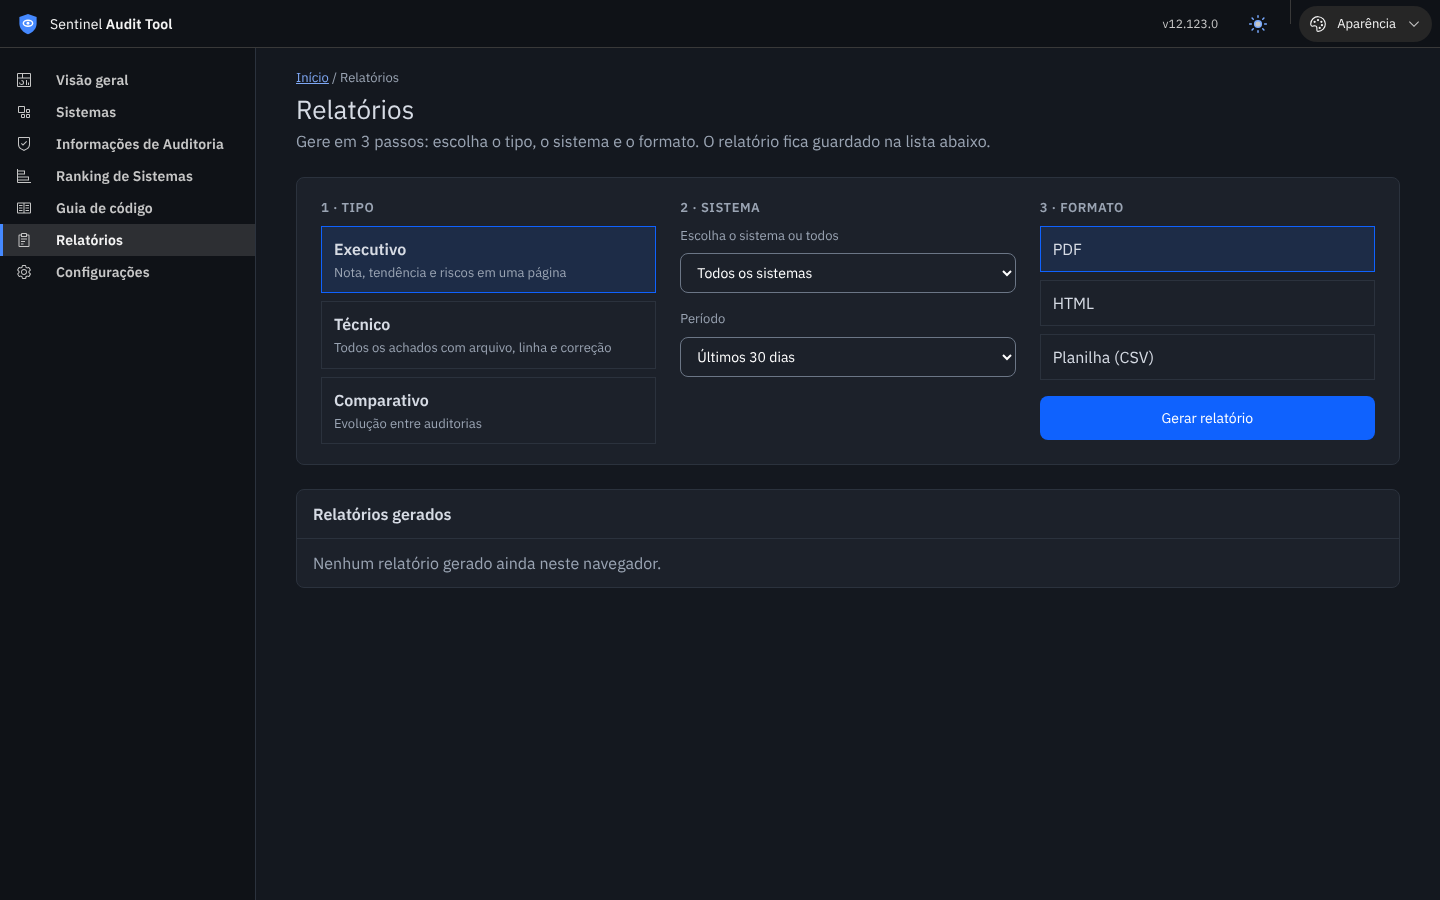 Sentinel Audit Tool
v12.123.0
Aparência
Visão geral
Sistemas
Informações de Auditoria
Ranking de Sistemas
Guia de código
Relatórios
Configurações
Início / Relatórios
Relatórios
Gere em 3 passos: escolha o tipo, o sistema e o formato. O relatório fica guardado na lista abaixo.
1 · TIPO
Executivo
Nota, tendência e riscos em uma página
Técnico
Todos os achados com arquivo, linha e correção
Comparativo
Evolução entre auditorias
2 · SISTEMA
Escolha o sistema ou todos
Todos os sistemas
Período
Últimos 30 dias
3 · FORMATO
PDF
HTML
Planilha (CSV)
Gerar relatório
Relatórios gerados
Nenhum relatório gerado ainda neste navegador.